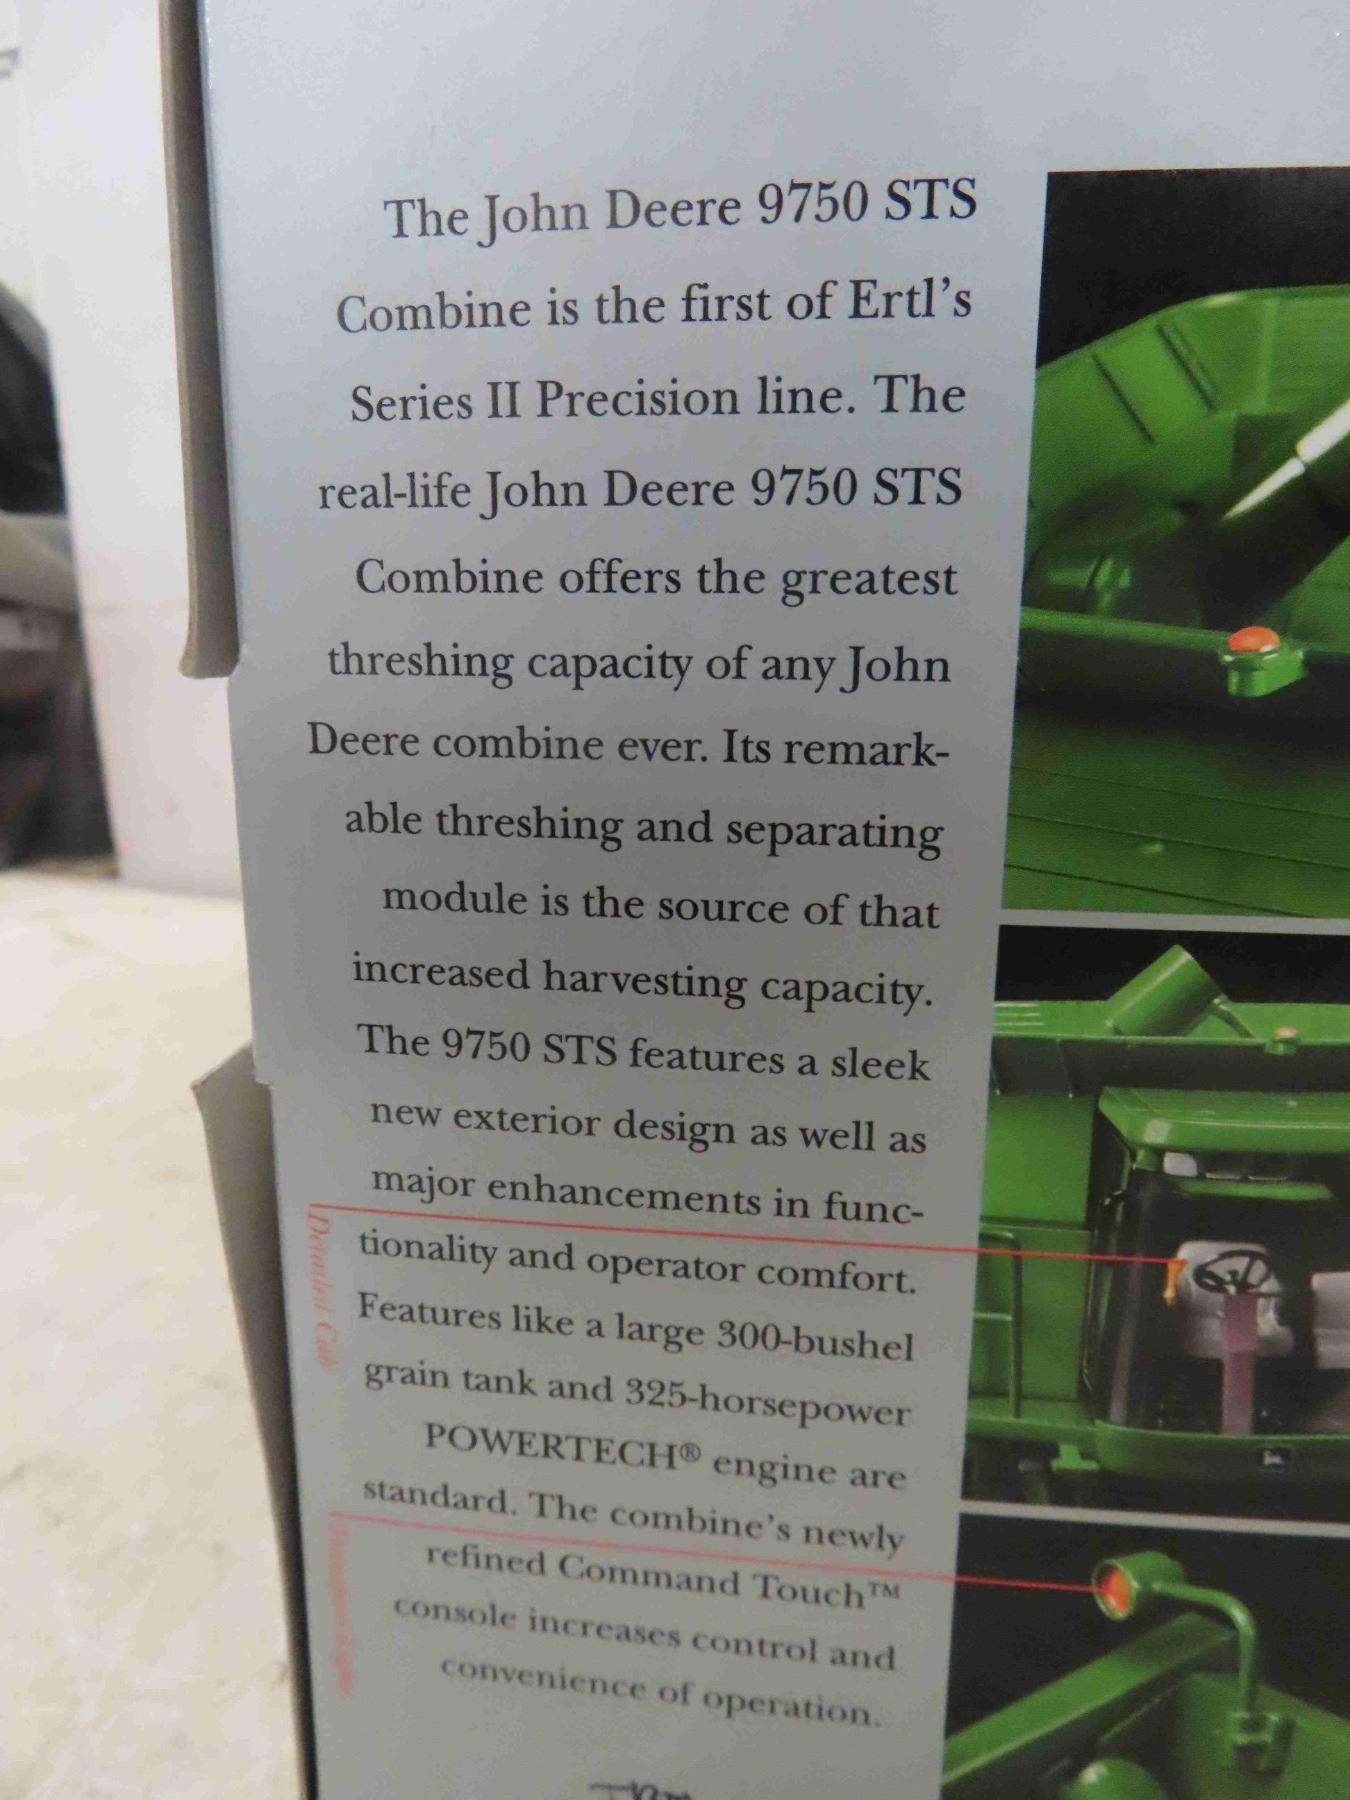 The John Deere 9750 STS
Combine is the first of Ertl's
Series II Precision line. The
real-life John Deere 9750 STS
Combine offers the greatest
threshing capacity of any John
Deere combine ever. Its remark-
able threshing and separating
module is the source of that
increased harvesting capacity.
The 9750 STS features a sleek
new exterior design as well as
major enhancements in func-
tionality and operator comfort.
Features like a large 300-bushel
grain tank and 325-horsepower
POWERTECH® engine are
standard. The combine's newly
refined Command Touch™
console increases control and
convenience of operation.
Detailed Cab